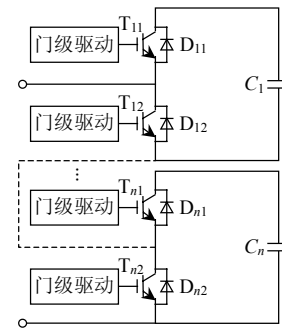 门级驱动 T₁₁ D₁₁
C₁
门级驱动 T₁₂ D₁₂
⋮
门级驱动 Tₙ₁ Dₙ₁
Cₙ
门级驱动 Tₙ₂ Dₙ₂